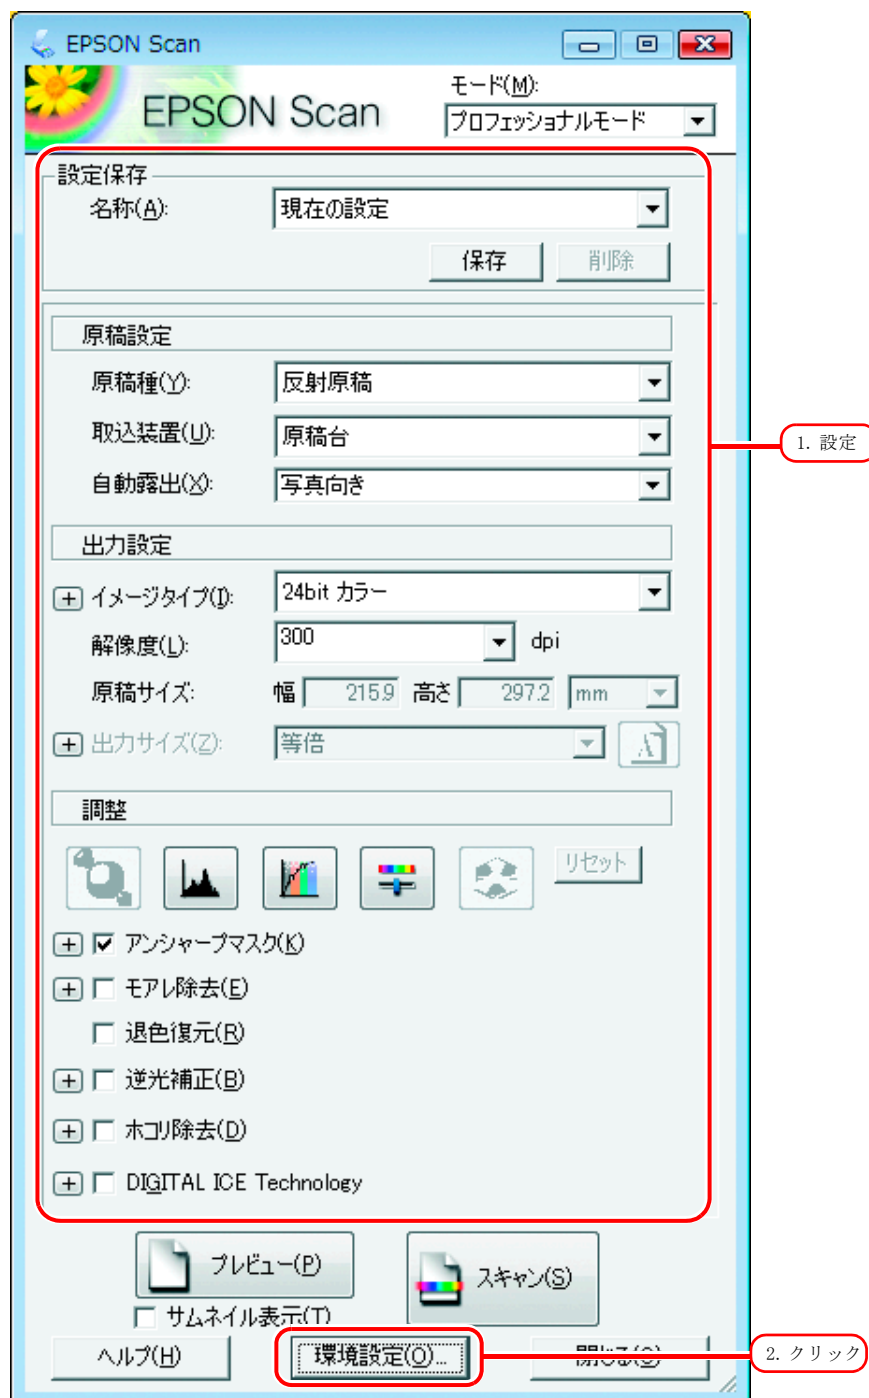 EPSON Scan
EPSON Scan
モード(M):
プロフェッショナルモード
設定保存
名称(A): 現在の設定
保存 削除
原稿設定
原稿種(Y): 反射原稿
取込装置(U): 原稿台
自動露出(X): 写真向き
1. 設定
出力設定
イメージタイプ(I): 24bit カラー
解像度(L): 300 dpi
原稿サイズ: 幅 215.9 高さ 297.2 mm
出力サイズ(Z): 等倍
A
調整
リセット
アンシャープマスク(K)
モアレ除去(E)
退色復元(R)
逆光補正(B)
ホコリ除去(D)
DIGITAL ICE Technology
プレビュー(P) スキャン(S)
サムネイル表示(T)
ヘルプ(H) 環境設定(O)... 閉じる(C)
2. クリック